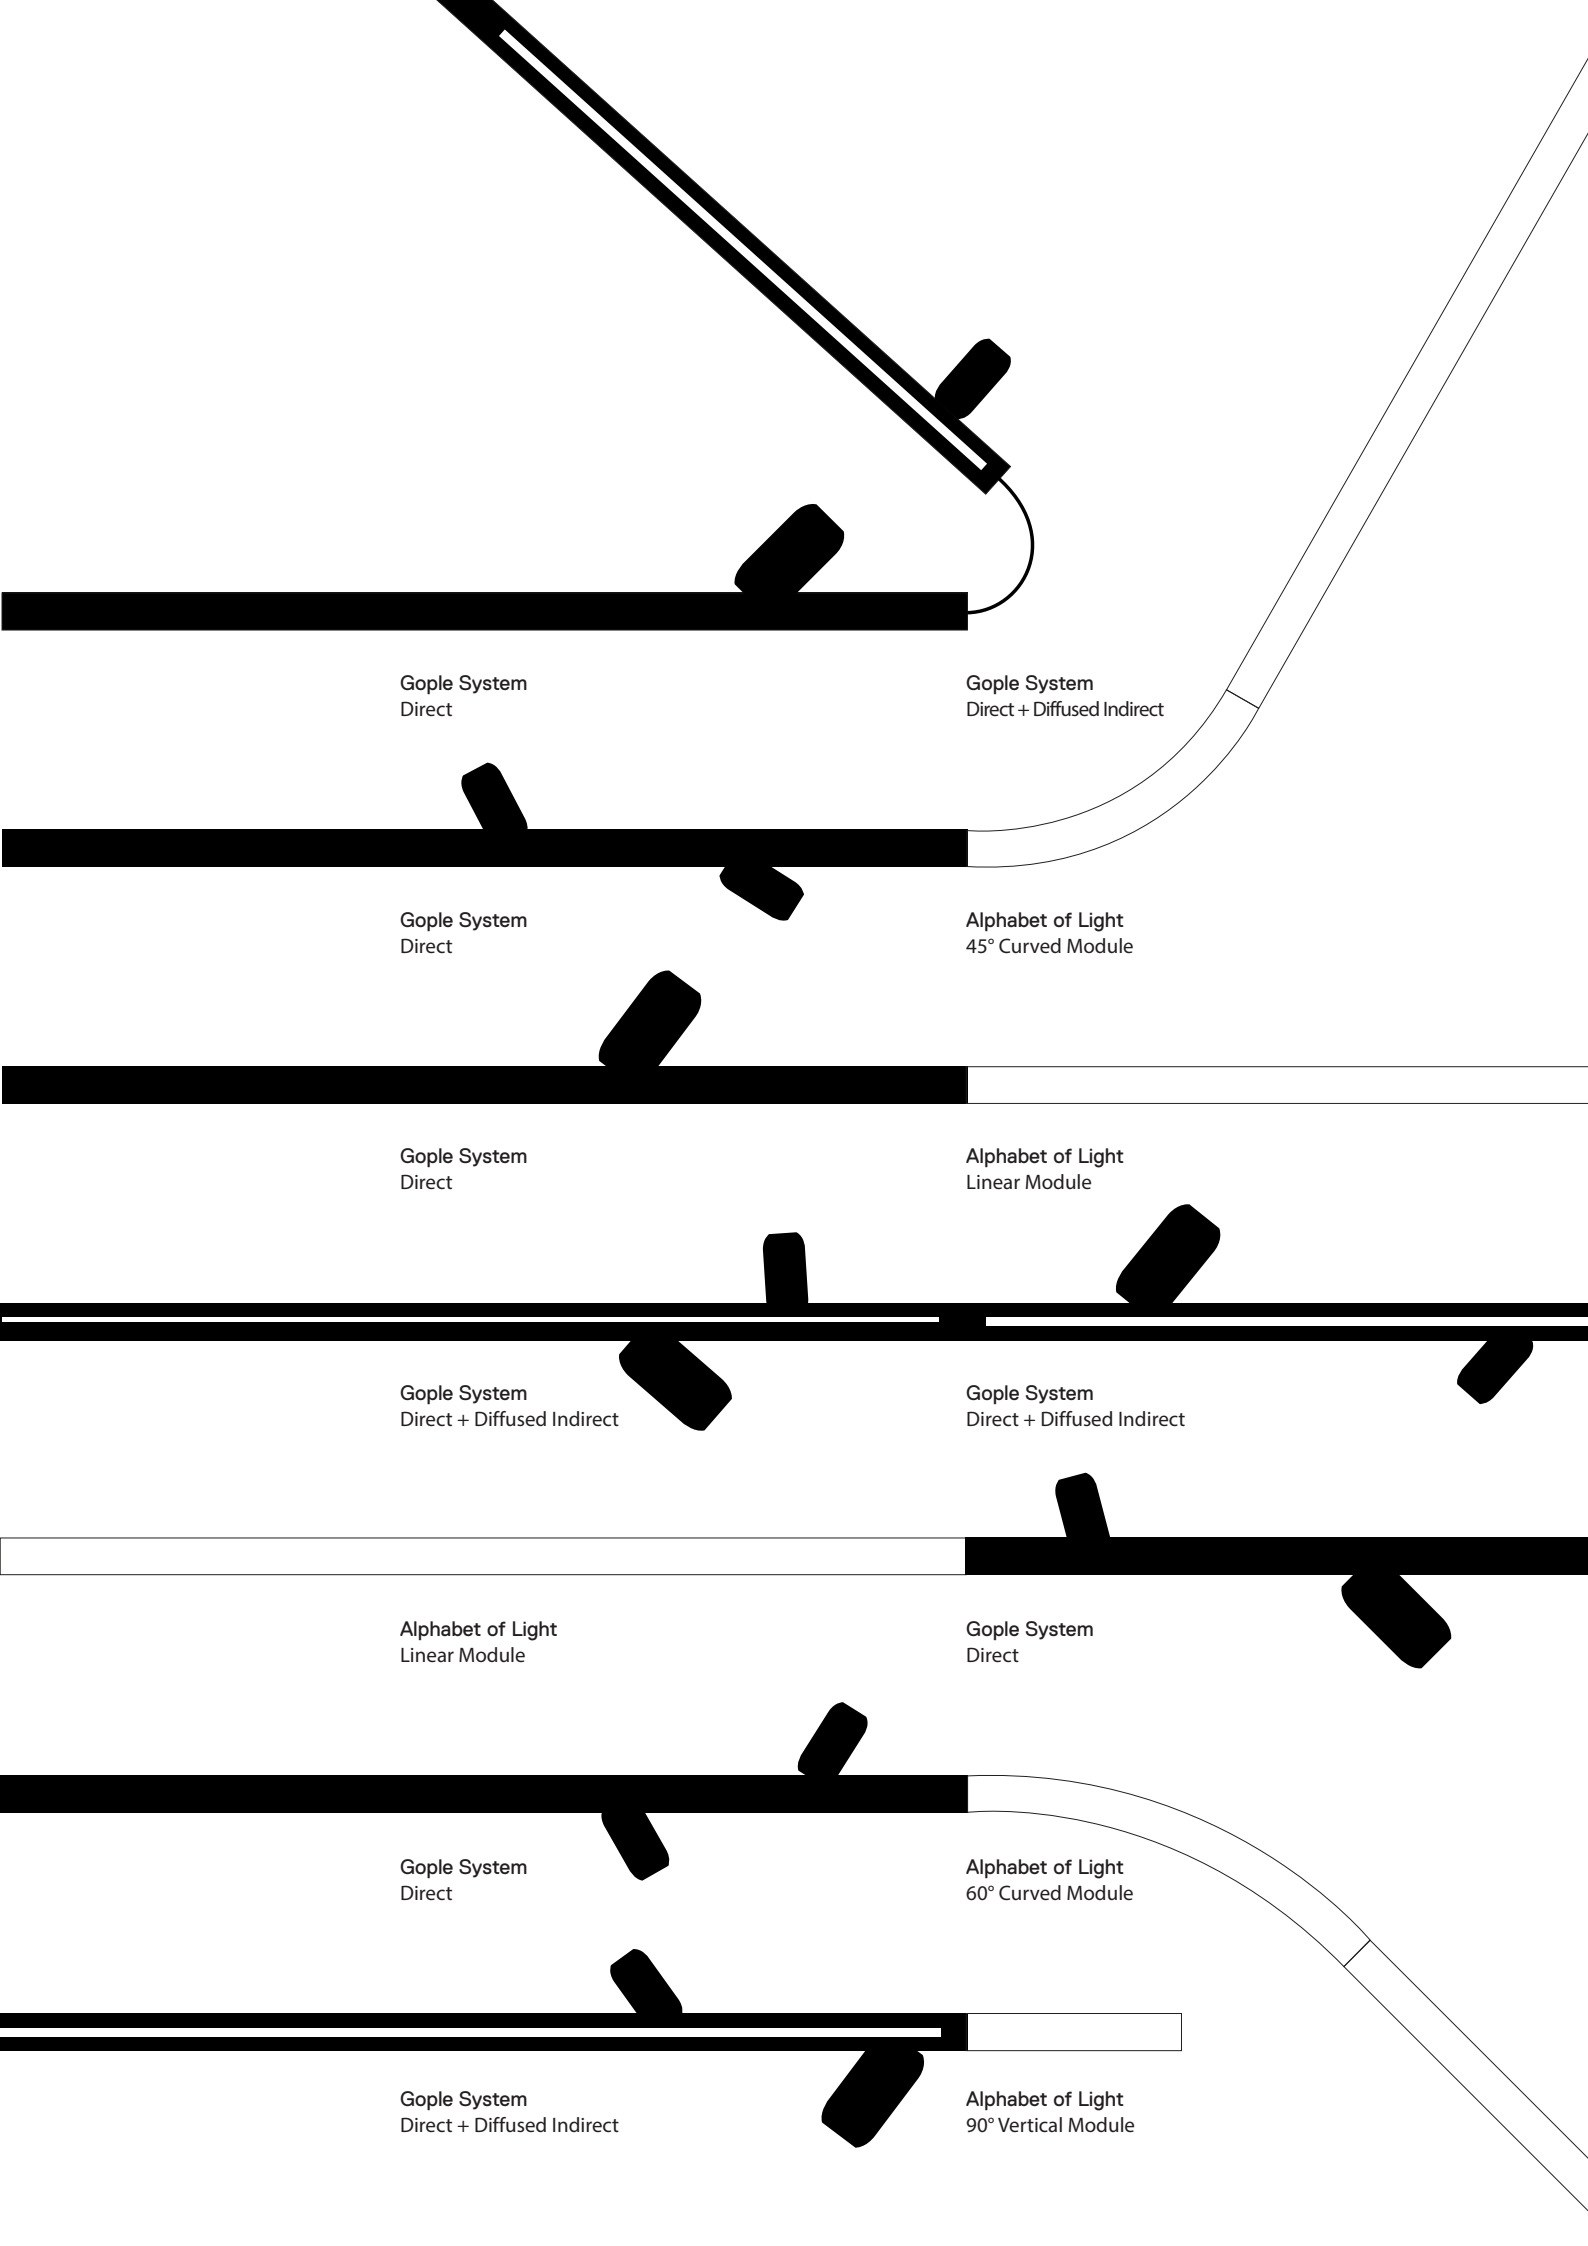 Gople System
Direct
Gople System
Direct + Diffused Indirect
Gople System
Direct
Alphabet of Light
45° Curved Module
Gople System
Direct
Alphabet of Light
Linear Module
Gople System
Direct + Diffused Indirect
Gople System
Direct + Diffused Indirect
Alphabet of Light
Linear Module
Gople System
Direct
Gople System
Direct
Alphabet of Light
60° Curved Module
Gople System
Direct + Diffused Indirect
Alphabet of Light
90° Vertical Module